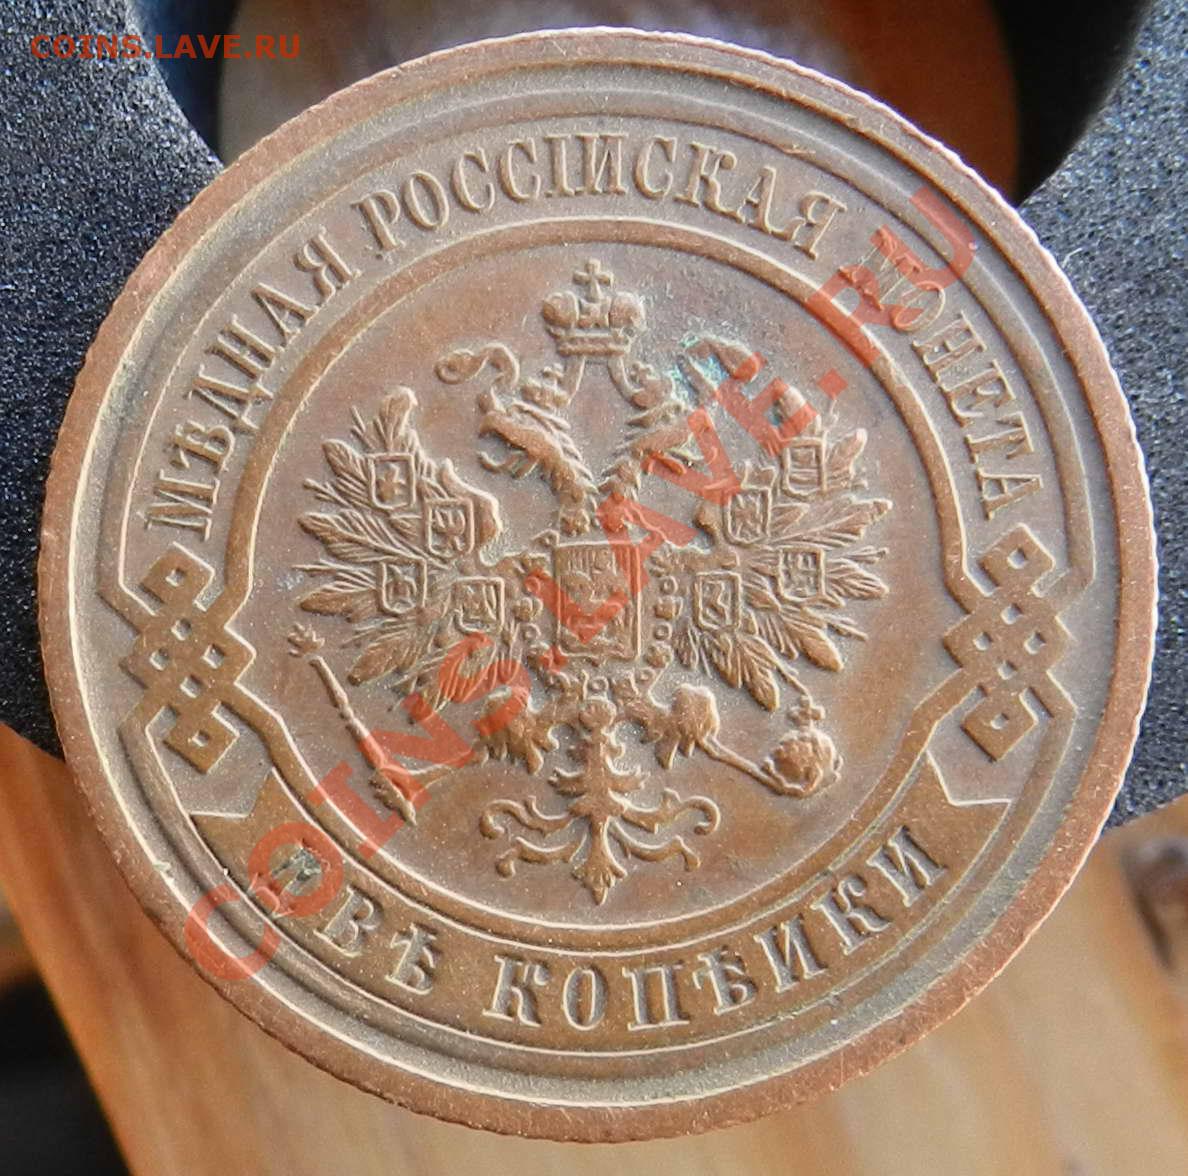 COINS.LAVE.RU
МѢДНАЯ РОССIЙСКАЯ МОНЕТА
COINS.LAVE.RU
ДВѢ КОПѢЙКИ